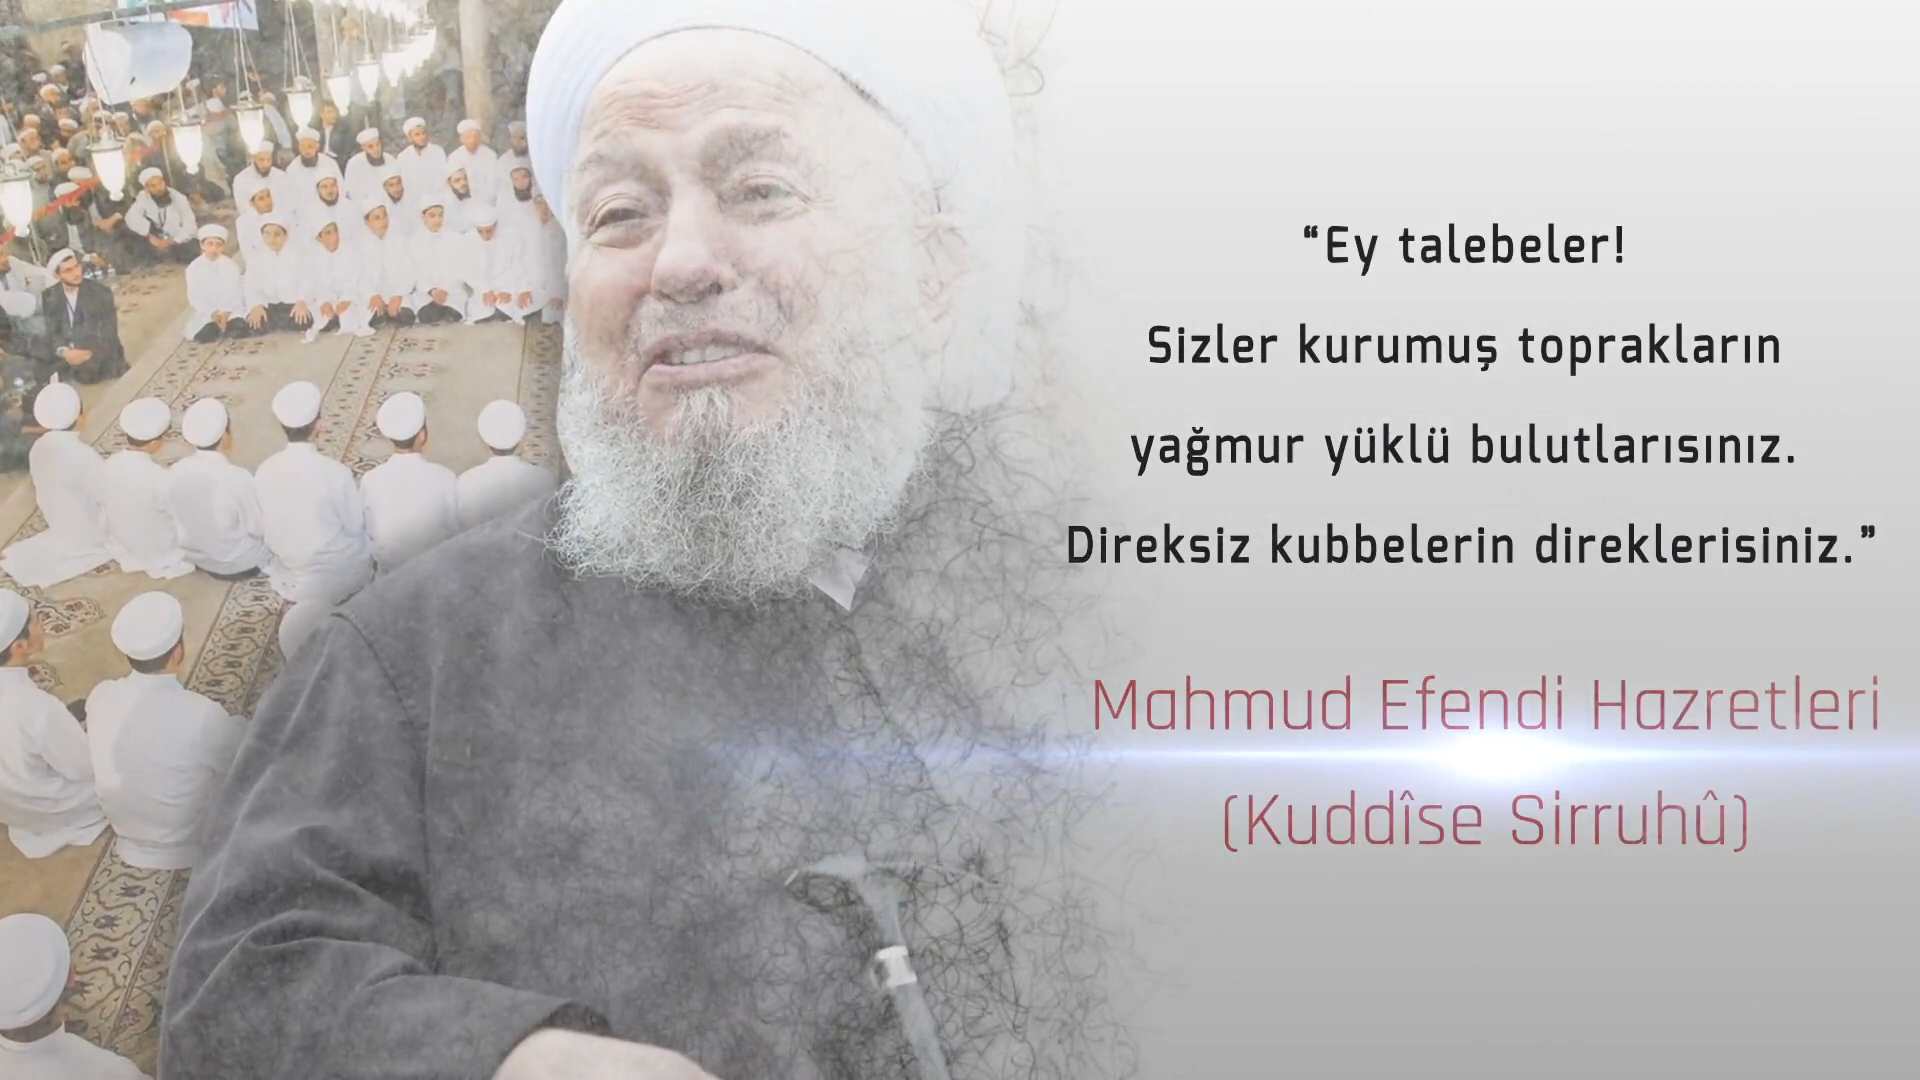 “Ey talebeler!
Sizler kurumuş toprakların
yağmur yüklü bulutlarısınız.
Direksiz kubbelerin direklerisiniz.”
Mahmud Efendi Hazretleri
(Kuddîse Sirruhû)